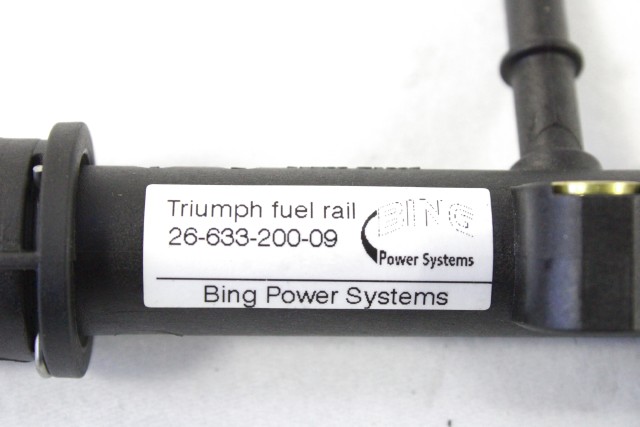 Triumph fuel rail
26-633-200-09
BING
Power Systems
Bing Power Systems